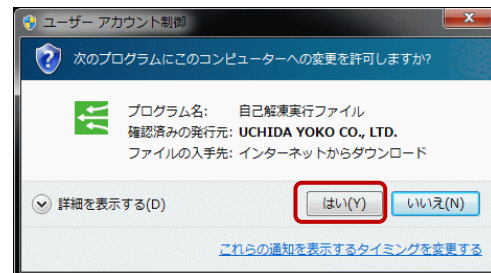 ユーザー アカウント制御
次のプログラムにこのコンピューターへの変更を許可しますか?
プログラム名: 自己解凍実行ファイル
確認済みの発行元: UCHIDA YOKO CO., LTD.
ファイルの入手先: インターネットからダウンロード
詳細を表示する(D) はい(Y) いいえ(N)
これらの通知を表示するタイミングを変更する